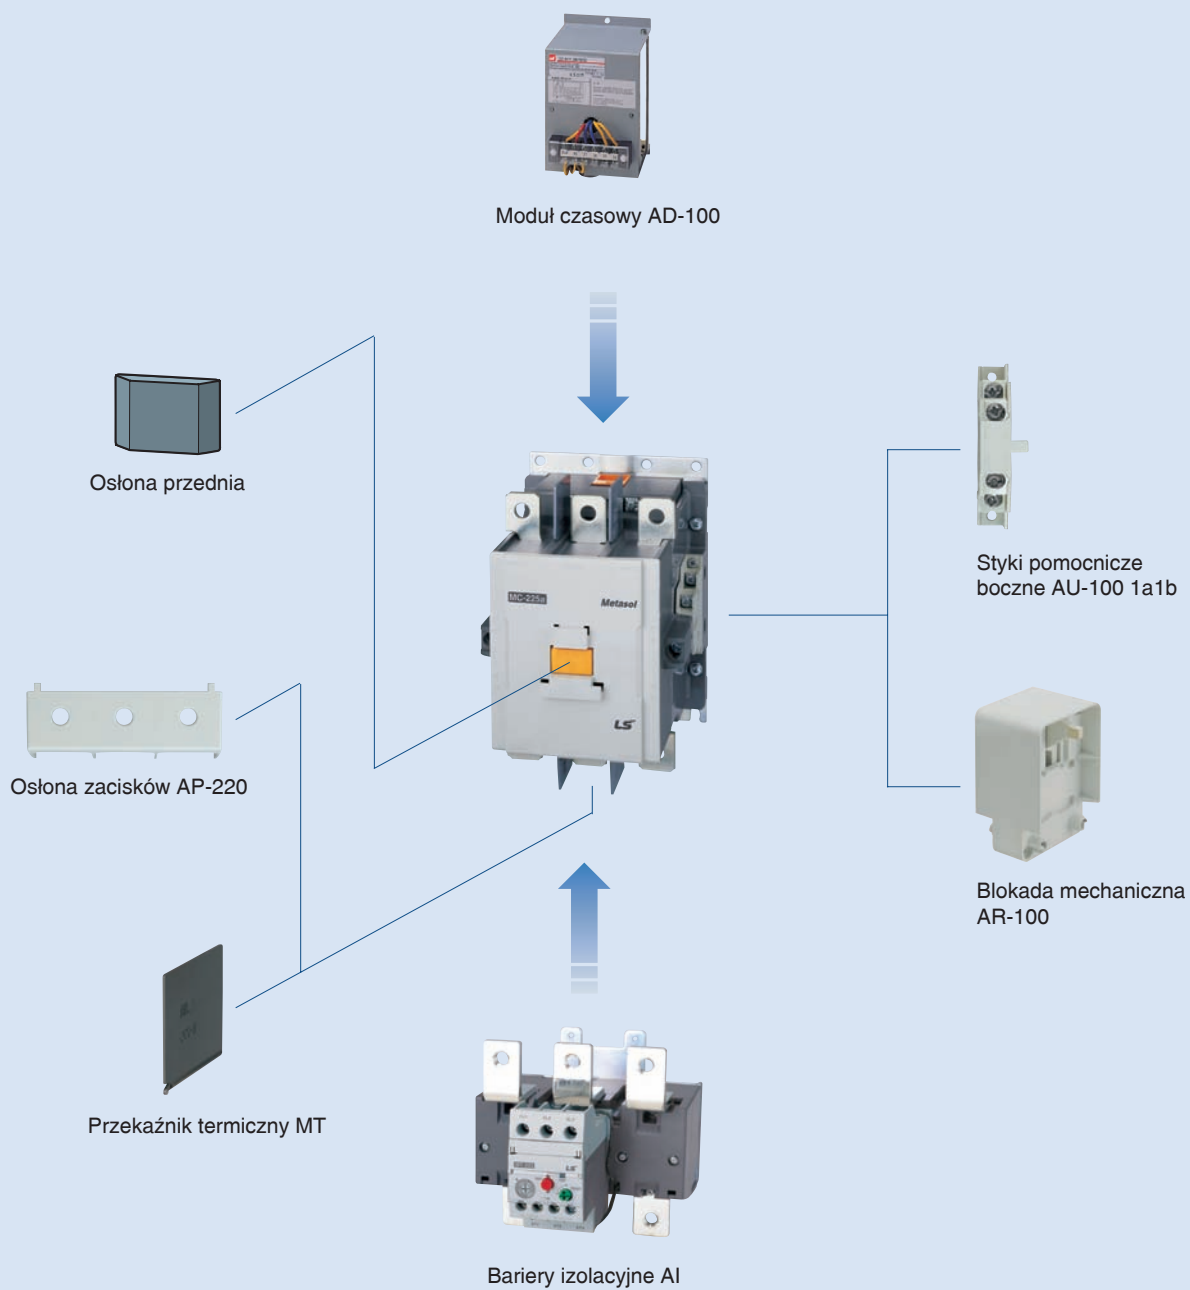 Moduł czasowy AD-100
Osłona przednia
MC-225a
Metasol
LS
Styki pomocnicze
boczne AU-100 1a1b
Osłona zacisków AP-220
Blokada mechaniczna
AR-100
Przekaźnik termiczny MT
LS
Bariery izolacyjne AI